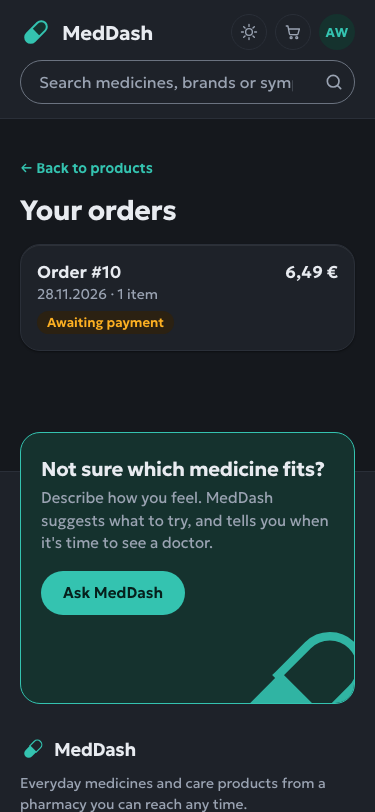 MedDash
AW
Search medicines, brands or sym
← Back to products
Your orders
Order #10
6,49 €
28.11.2026 · 1 item
Awaiting payment
Not sure which medicine fits?
Describe how you feel. MedDash
suggests what to try, and tells you when
it's time to see a doctor.
Ask MedDash
MedDash
Everyday medicines and care products from a
pharmacy you can reach any time.